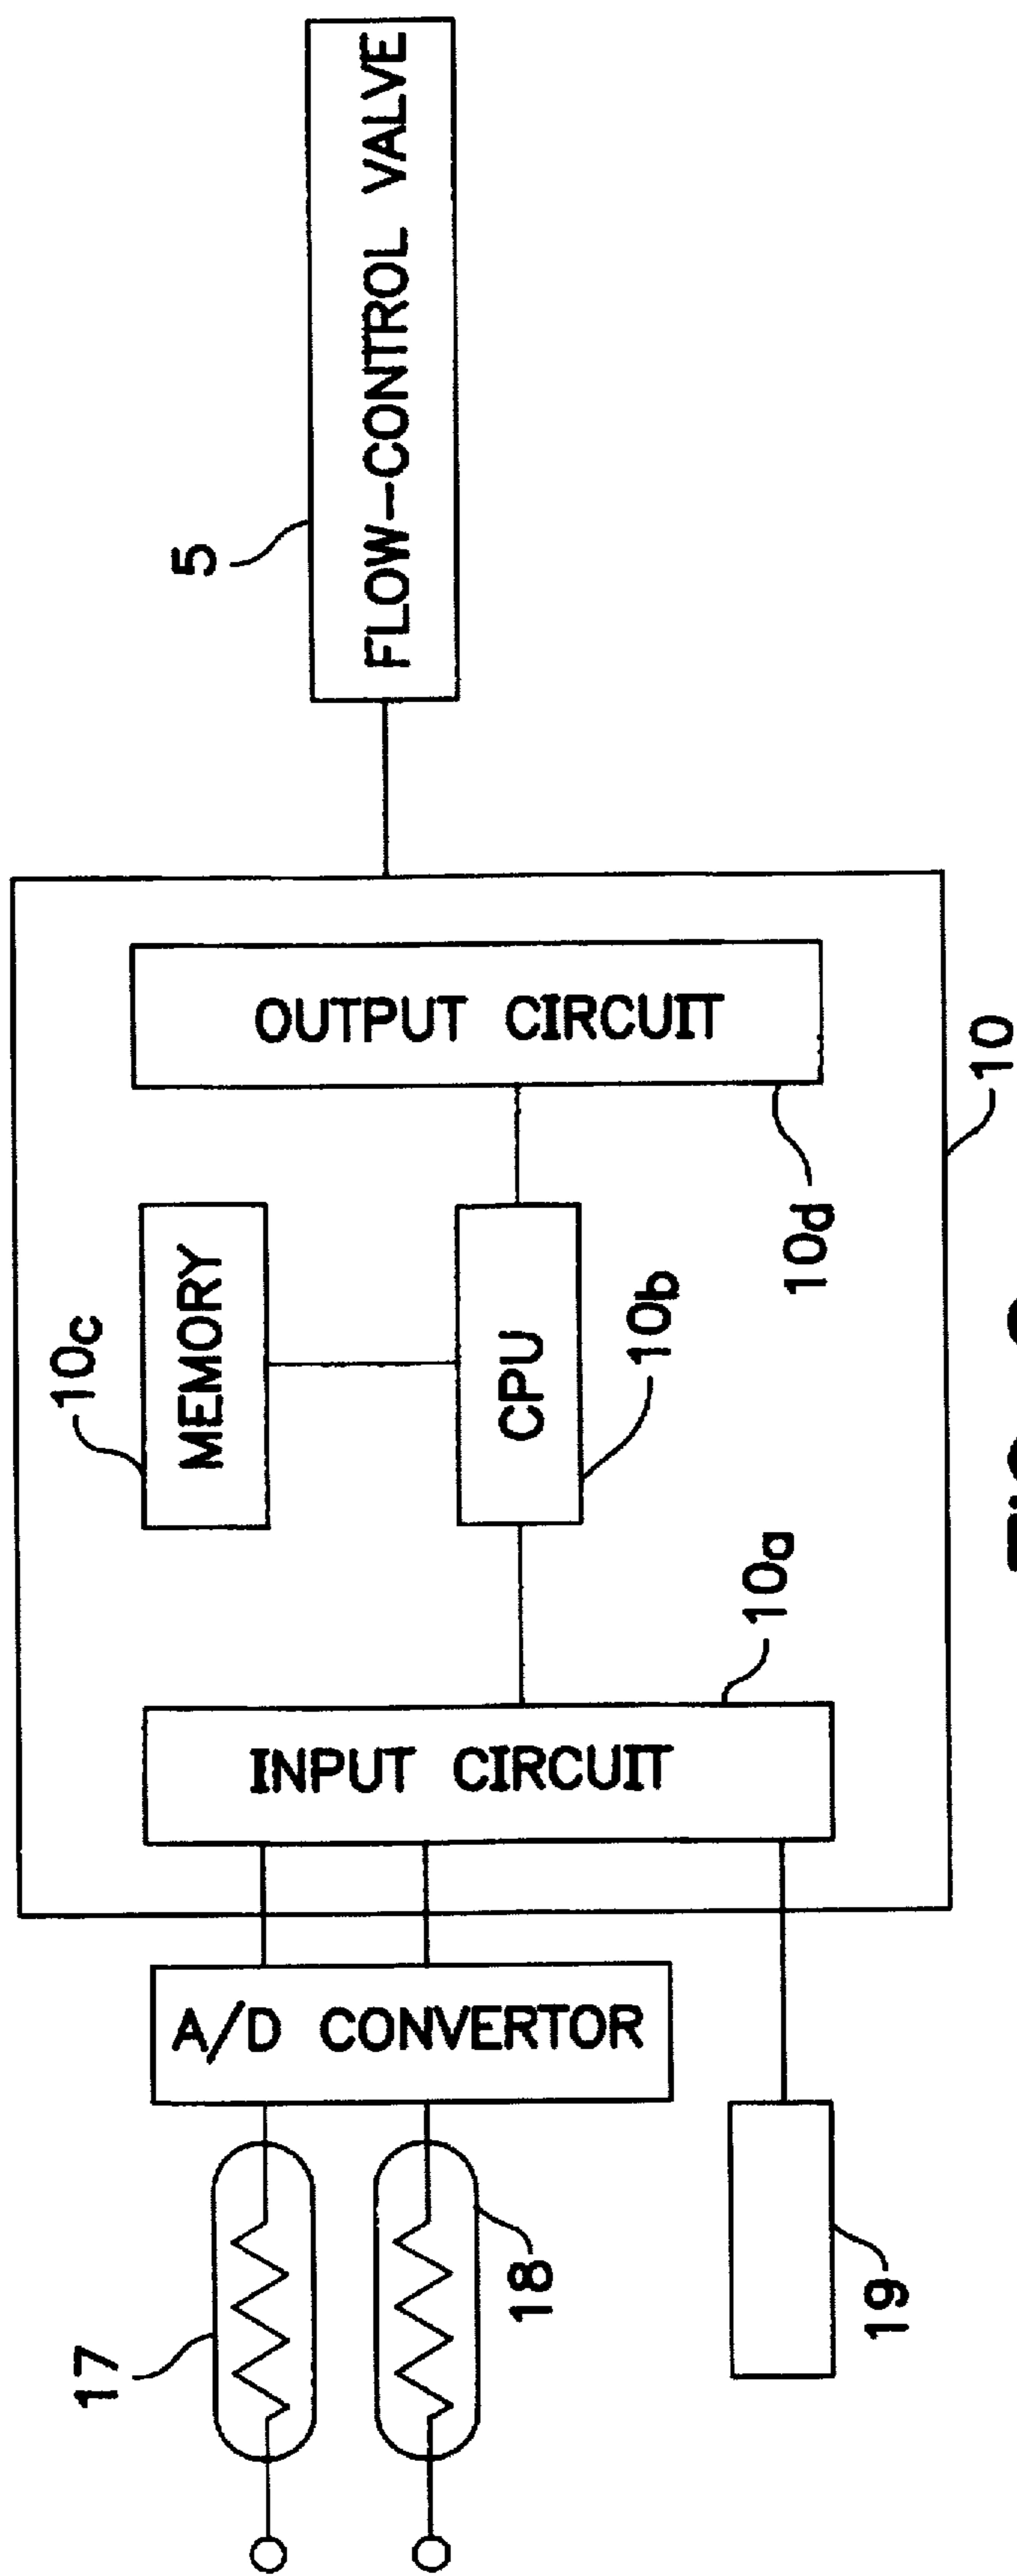 17
10c
5
A/D CONVERTOR
INPUT CIRCUIT
MEMORY
CPU
OUTPUT CIRCUIT
FLOW-CONTROL VALVE
18
10b
10a
10d
19
10